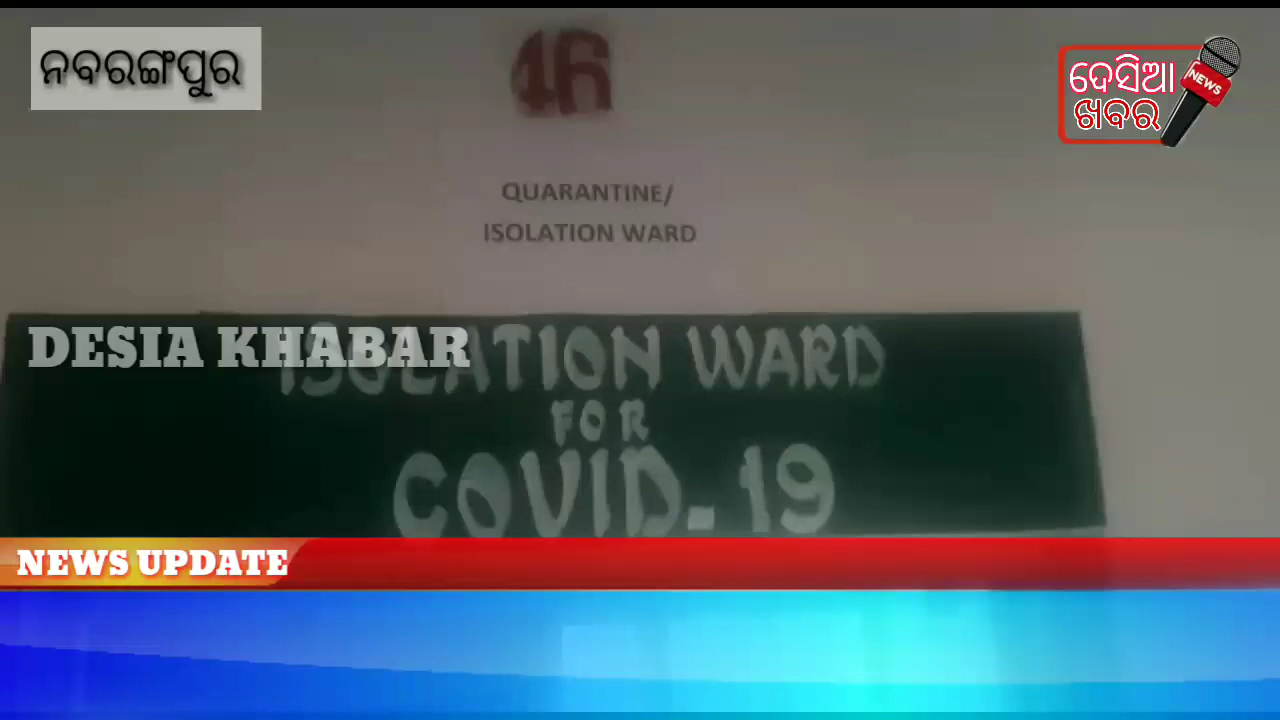 ନବରଙ୍ଗପୁର
46
ଦେସିଆ
ଖବର
NEWS
QUARANTINE/
ISOLATION WARD
DESIA KHABAR
ISOLATION WARD
FOR
COVID-19
NEWS UPDATE